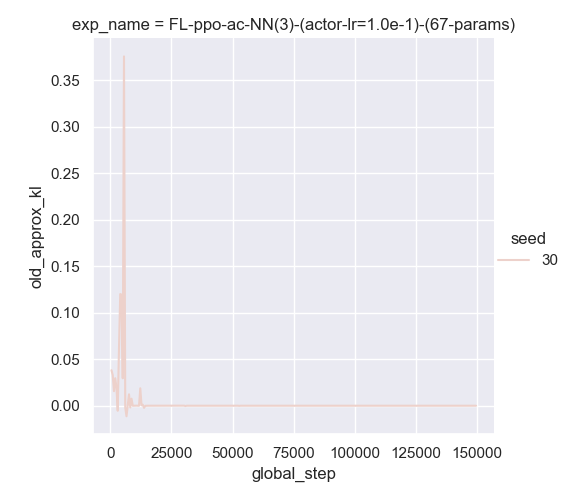 exp_name = FL-ppo-ac-NN(3)-(actor-lr=1.0e-1)-(67-params)
0.35
0.30
0.25
0.20
0.15
0.10
0.05
0.00
old_approx_kl
0 25000 50000 75000 100000 125000 150000
global_step
seed
30